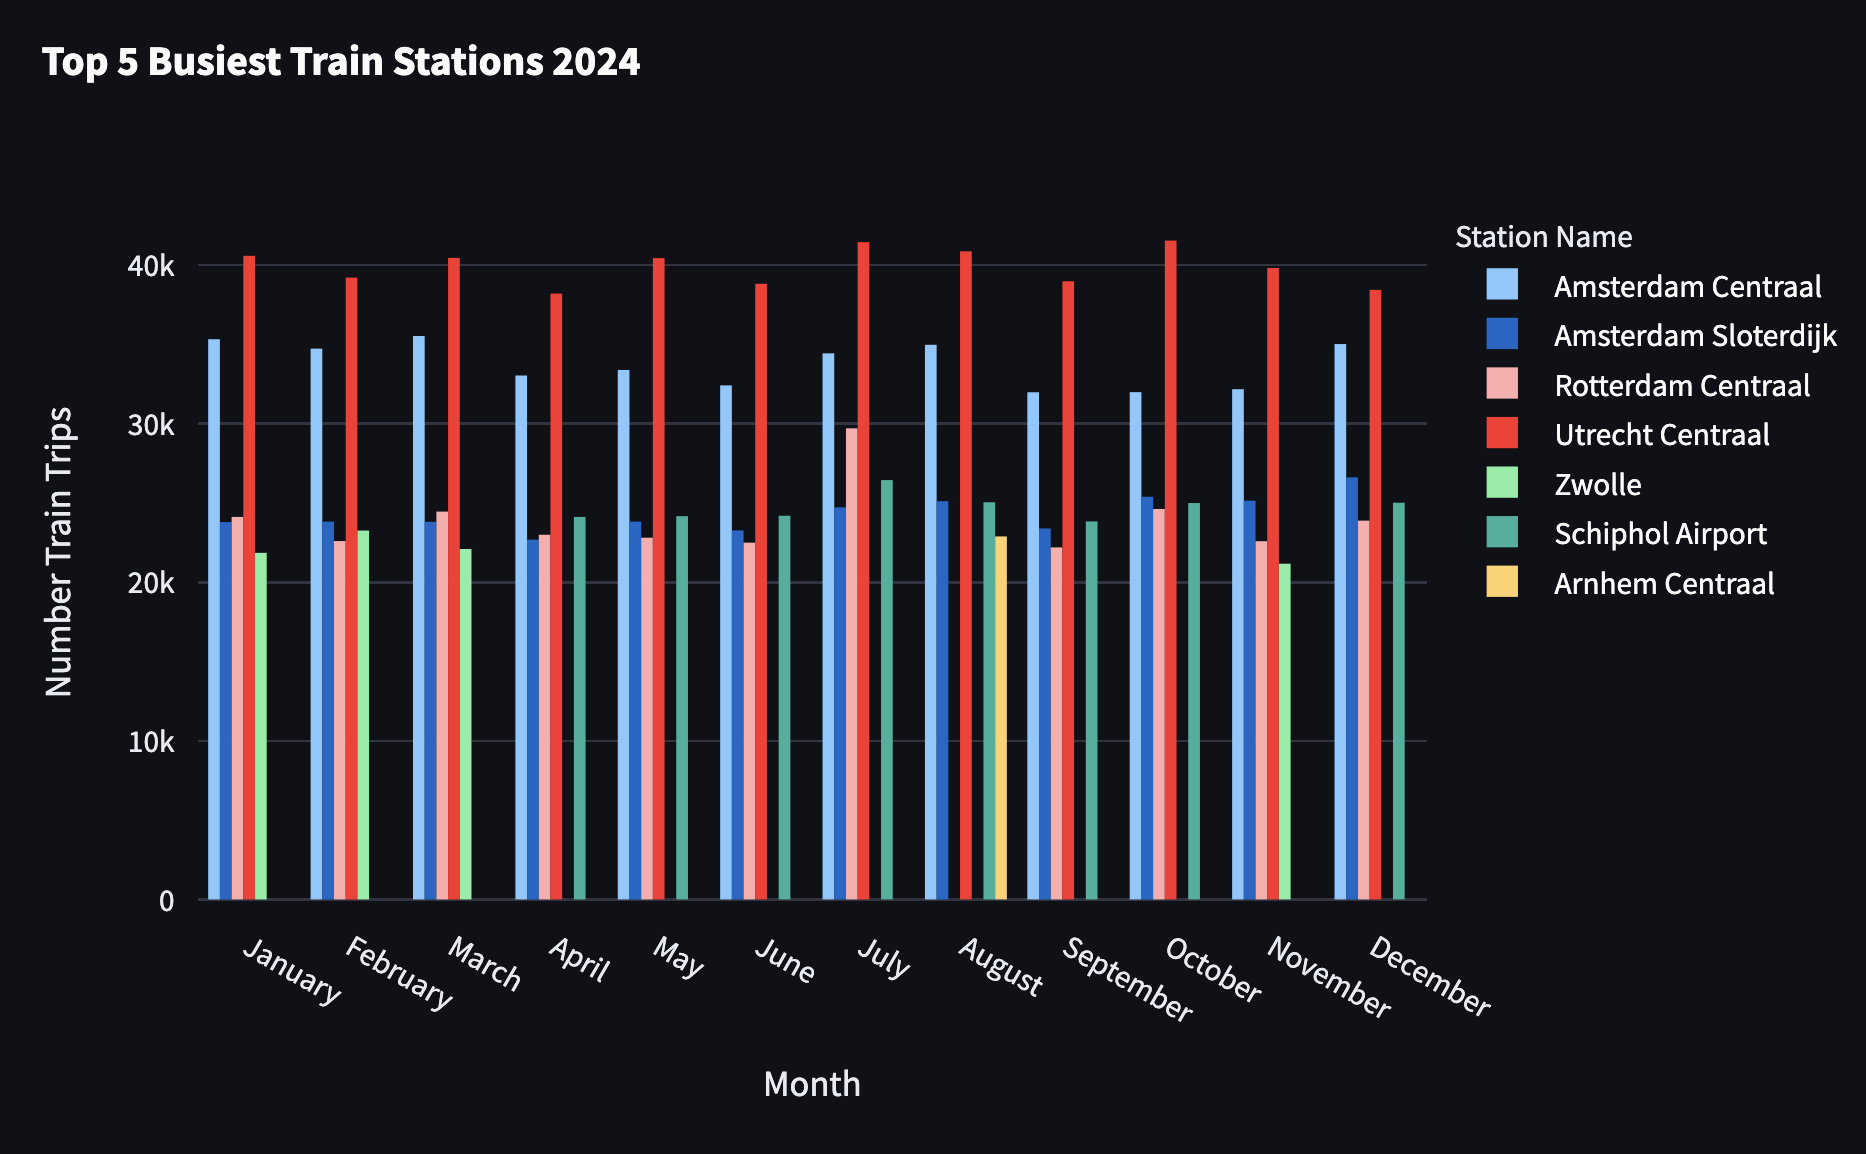 Top 5 Busiest Train Stations 2024
Station Name
Amsterdam Centraal
Amsterdam Sloterdijk
Rotterdam Centraal
Utrecht Centraal
Zwolle
Schiphol Airport
Arnhem Centraal
Number Train Trips
40k
30k
20k
10k
0
January
February
March
April
May
June
July
August
September
October
November
December
Month